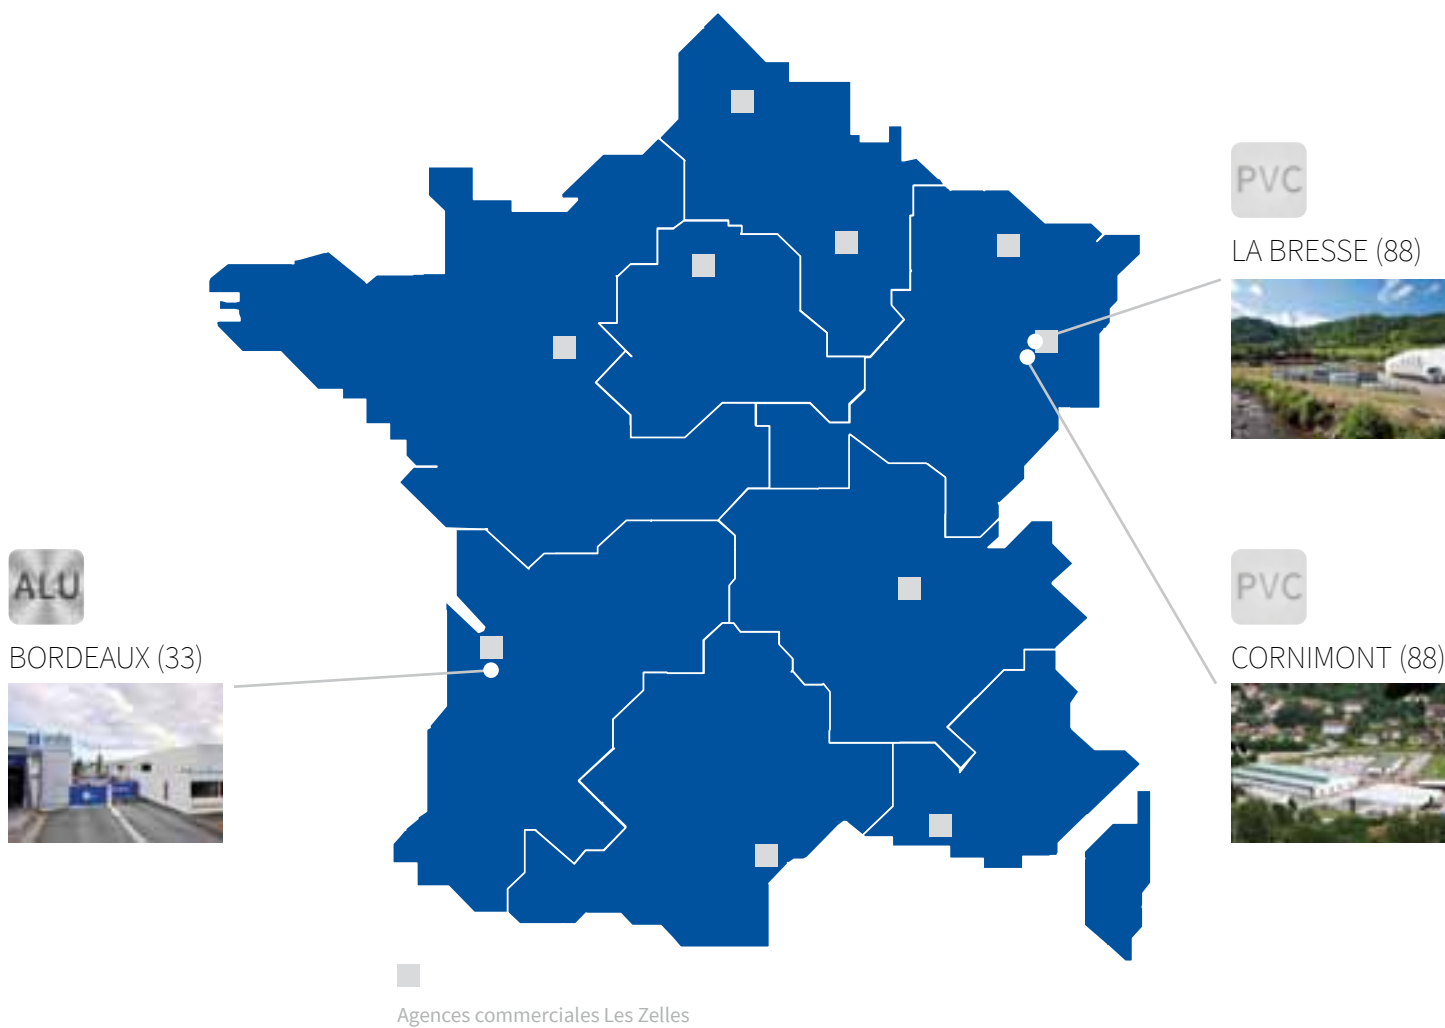 PVC
LA BRESSE (88)
ALU
BORDEAUX (33)
PVC
CORNIMONT (88)
Agences commerciales Les Zelles